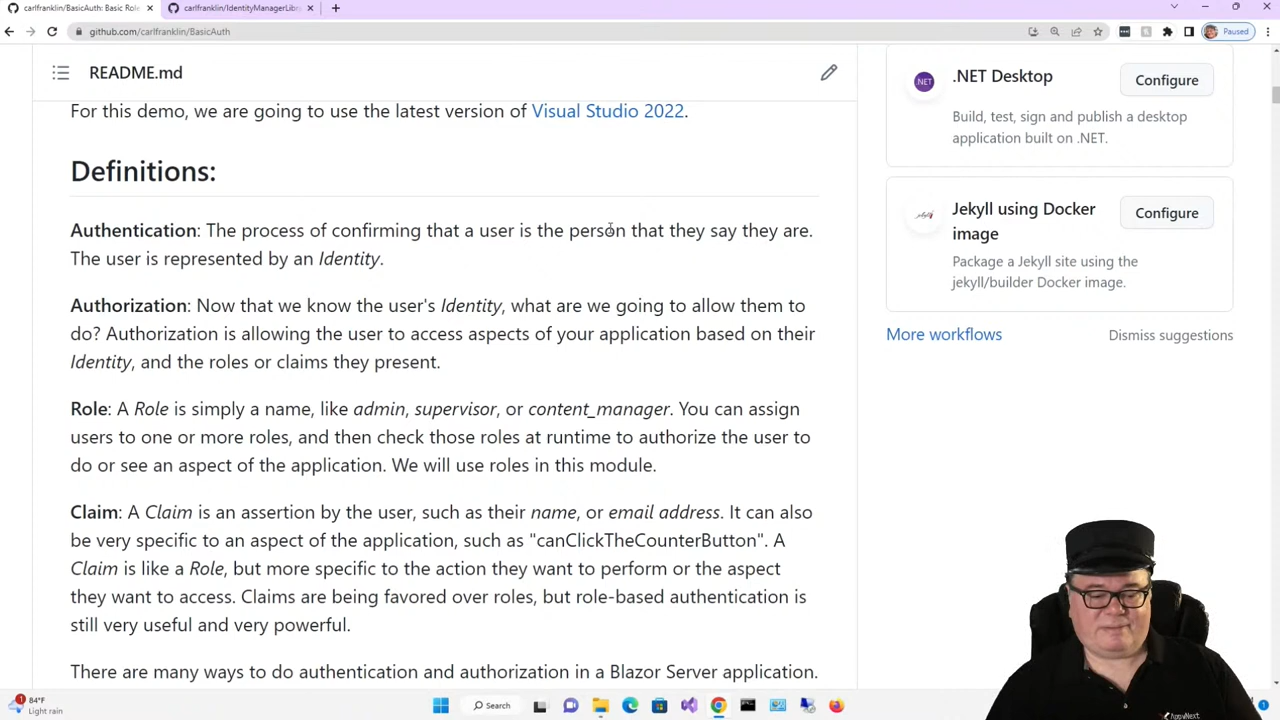 carlfranklin/BasicAuth: Basic Role
carlfranklin/IdentityManagerLibr
github.com/carlfranklin/BasicAuth
Paused
README.md
For this demo, we are going to use the latest version of Visual Studio 2022.
Definitions:
Authentication: The process of confirming that a user is the person that they say they are.
The user is represented by an Identity.
Authorization: Now that we know the user's Identity, what are we going to allow them to
do? Authorization is allowing the user to access aspects of your application based on their
Identity, and the roles or claims they present.
Role: A Role is simply a name, like admin, supervisor, or content_manager. You can assign
users to one or more roles, and then check those roles at runtime to authorize the user to
do or see an aspect of the application. We will use roles in this module.
Claim: A Claim is an assertion by the user, such as their name, or email address. It can also
be very specific to an aspect of the application, such as "canClickTheCounterButton". A
Claim is like a Role, but more specific to the action they want to perform or the aspect
they want to access. Claims are being favored over roles, but role-based authentication is
still very useful and very powerful.
There are many ways to do authentication and authorization in a Blazor Server application.
.NET
.NET Desktop
Configure
Build, test, sign and publish a desktop
application built on .NET.
Jekyll using Docker
image
Configure
Package a Jekyll site using the
jekyll/builder Docker image.
More workflows
Dismiss suggestions
1
84°F
Light rain
Search
AppvNext